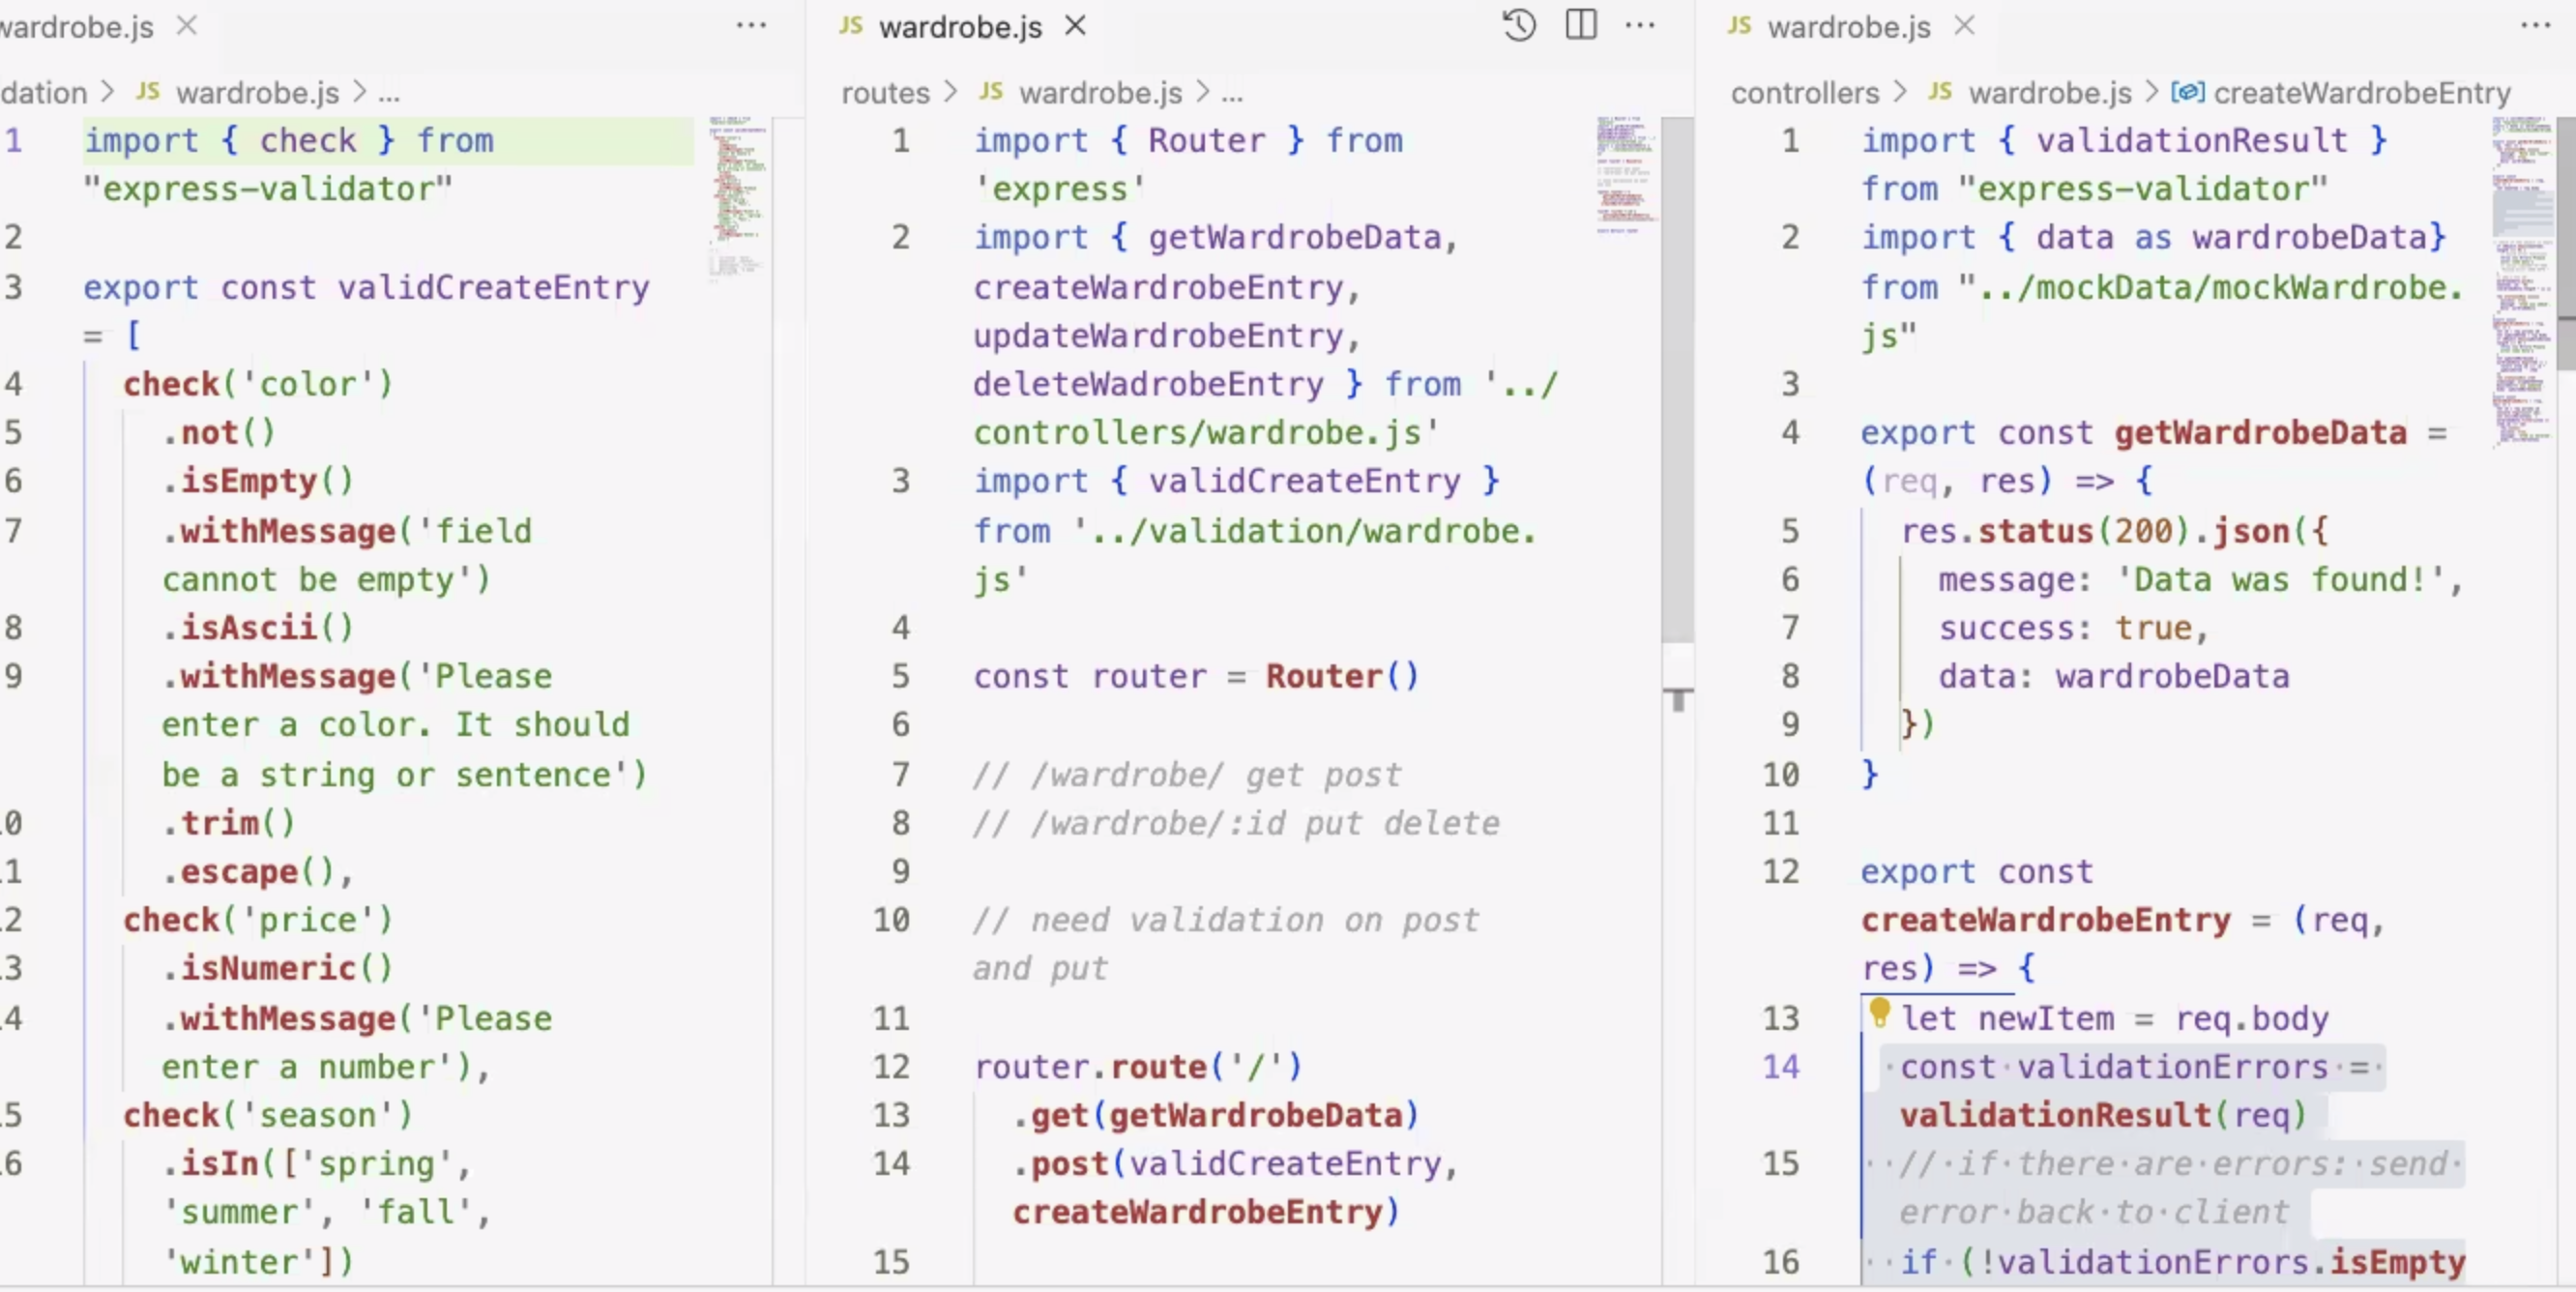 wardrobe.js
dation > JS wardrobe.js > ...
1 import { check } from
"express-validator"
2
3 export const validCreateEntry
= [
4 check('color')
5 .not()
6 .isEmpty()
7 .withMessage('field
cannot be empty')
8 .isAscii()
9 .withMessage('Please
enter a color. It should
be a string or sentence')
.0 .trim()
.1 .escape(),
.2 check('price')
.3 .isNumeric()
.4 .withMessage('Please
enter a number'),
.5 check('season')
.6 .isIn(['spring',
'summer', 'fall',
'winter'])
JS wardrobe.js
routes > JS wardrobe.js > ...
1 import { Router } from
'express'
2 import { getWardrobeData,
createWardrobeEntry,
updateWardrobeEntry,
deleteWadrobeEntry } from '../
controllers/wardrobe.js'
3 import { validCreateEntry }
from '../validation/wardrobe.
js'
4
5 const router = Router()
6
7 // /wardrobe/ get post
8 // /wardrobe/:id put delete
9
10 // need validation on post
and put
11
12 router.route('/')
13 .get(getWardrobeData)
14 .post(validCreateEntry,
createWardrobeEntry)
15
JS wardrobe.js
controllers > JS wardrobe.js > createWardrobeEntry
1 import { validationResult }
from "express-validator"
2 import { data as wardrobeData}
from "../mockData/mockWardrobe.
js"
3
4 export const getWardrobeData =
(req, res) => {
5 res.status(200).json({
6 message: 'Data was found!',
7 success: true,
8 data: wardrobeData
9 })
10 }
11
12 export const
createWardrobeEntry = (req,
res) => {
13 let newItem = req.body
14 const validationErrors =
validationResult(req)
15 // if there are errors: send
error back to client
16 if (!validationErrors.isEmpty